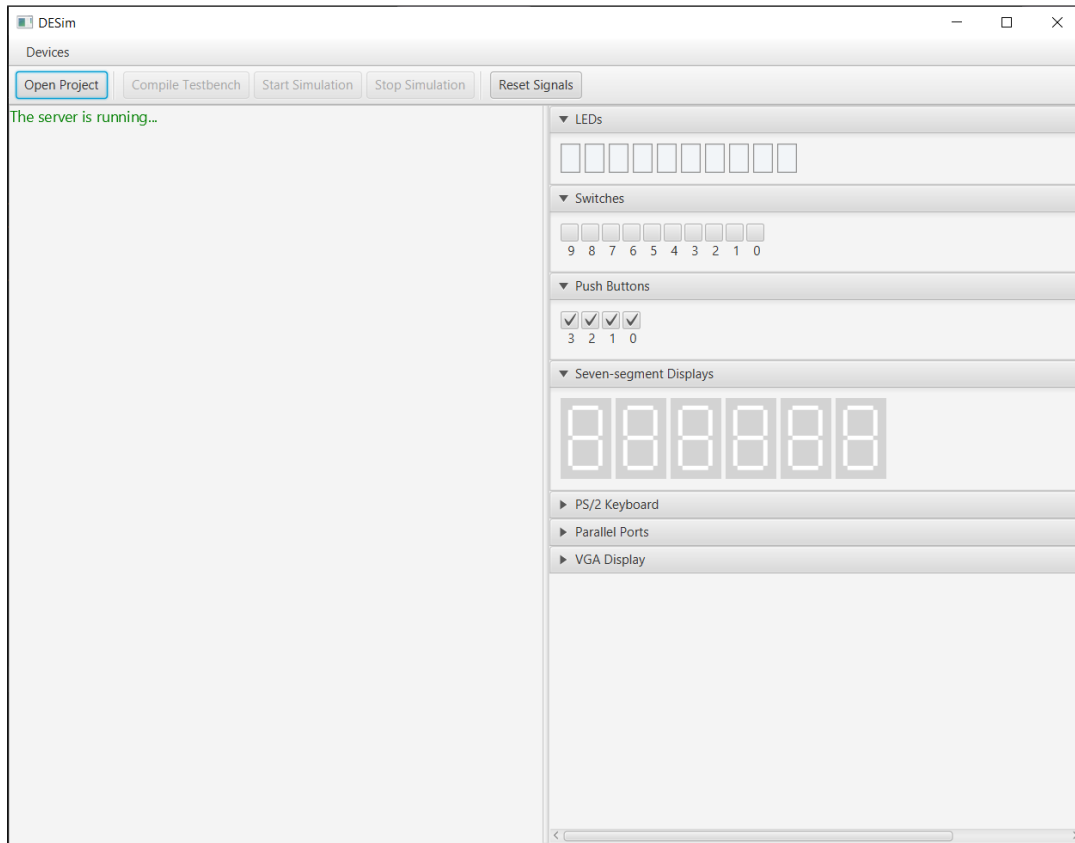 DESim
Devices
Open Project Compile Testbench Start Simulation Stop Simulation Reset Signals
The server is running...
LEDs
Switches
9 8 7 6 5 4 3 2 1 0
Push Buttons
3 2 1 0
Seven-segment Displays
PS/2 Keyboard
Parallel Ports
VGA Display